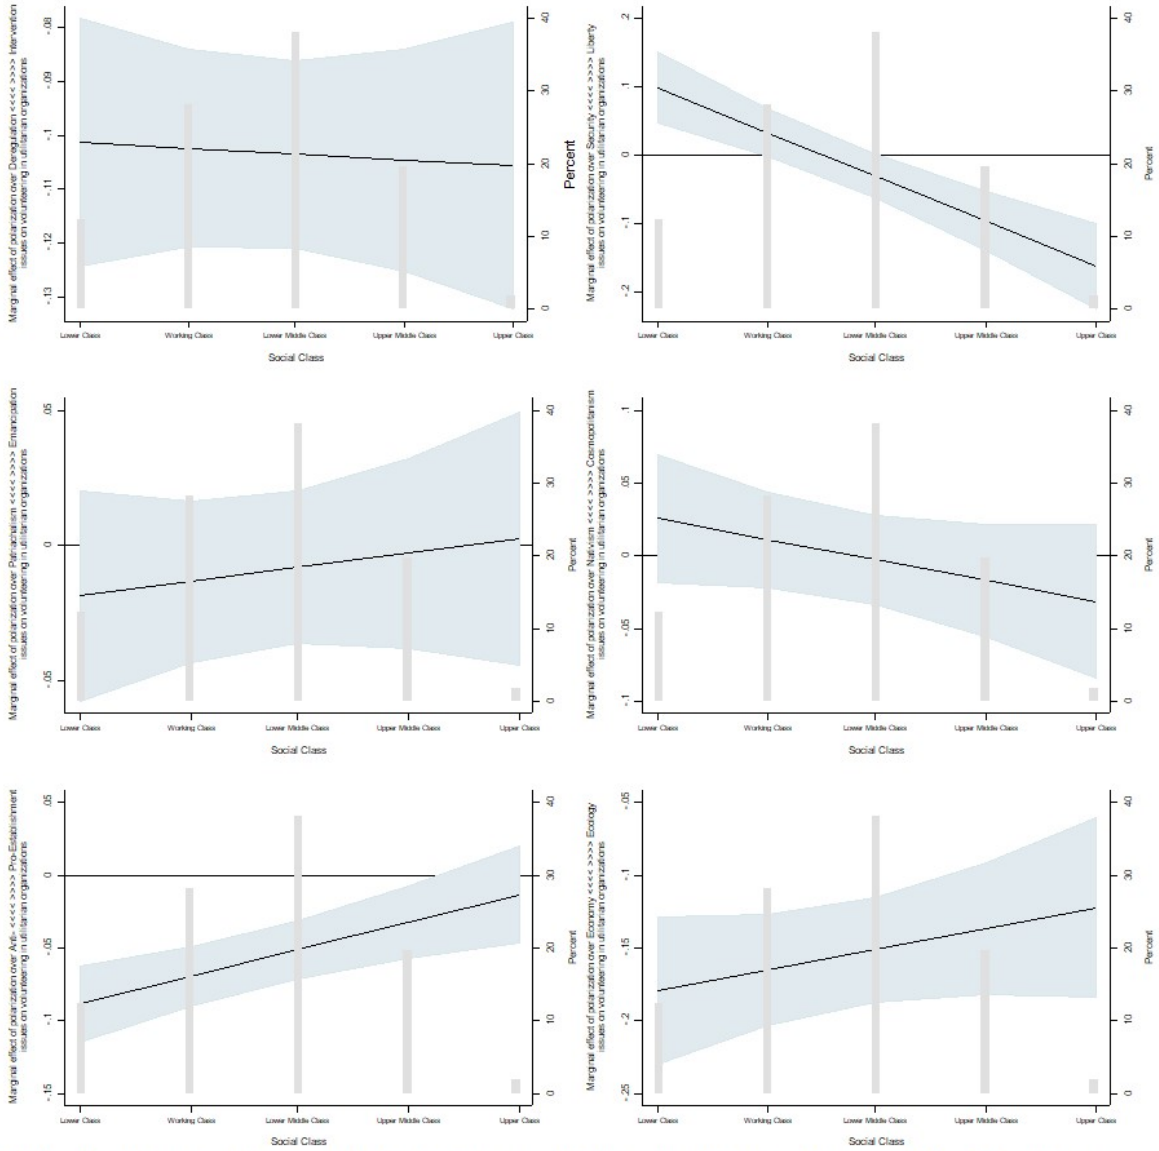 Marginal effect of polarization over Deregulation <<<< >>>> Intervention
issues on volunteering in utilitarian organizations
-.08
-.09
-.1
-.11
-.12
-.13
40
30
20
10
0
Percent
Lower Class Working Class Lower Middle Class Upper Middle Class Upper Class
Social Class
Marginal effect of polarization over Security <<<< >>>> Liberty
issues on volunteering in utilitarian organizations
.2
.1
0
-.1
-.2
40
30
20
10
0
Percent
Lower Class Working Class Lower Middle Class Upper Middle Class Upper Class
Social Class
Marginal effect of polarization over Patriachalism <<<< >>>> Emancipation
issues on volunteering in utilitarian organizations
.05
0
-.05
40
30
20
10
0
Percent
Lower Class Working Class Lower Middle Class Upper Middle Class Upper Class
Social Class
Marginal effect of polarization over Nativism <<<< >>>> Cosmopolitanism
issues on volunteering in utilitarian organizations
.1
.05
0
-.05
-.1
40
30
20
10
0
Percent
Lower Class Working Class Lower Middle Class Upper Middle Class Upper Class
Social Class
Marginal effect of polarization over Anti- <<<< >>>> Pro-Establishment
issues on volunteering in utilitarian organizations
.05
0
-.05
-.1
-.15
40
30
20
10
0
Percent
Lower Class Working Class Lower Middle Class Upper Middle Class Upper Class
Social Class
Marginal effect of polarization over Economy <<<< >>>> Ecology
issues on volunteering in utilitarian organizations
-.05
-.1
-.15
-.2
-.25
40
30
20
10
0
Percent
Lower Class Working Class Lower Middle Class Upper Middle Class Upper Class
Social Class